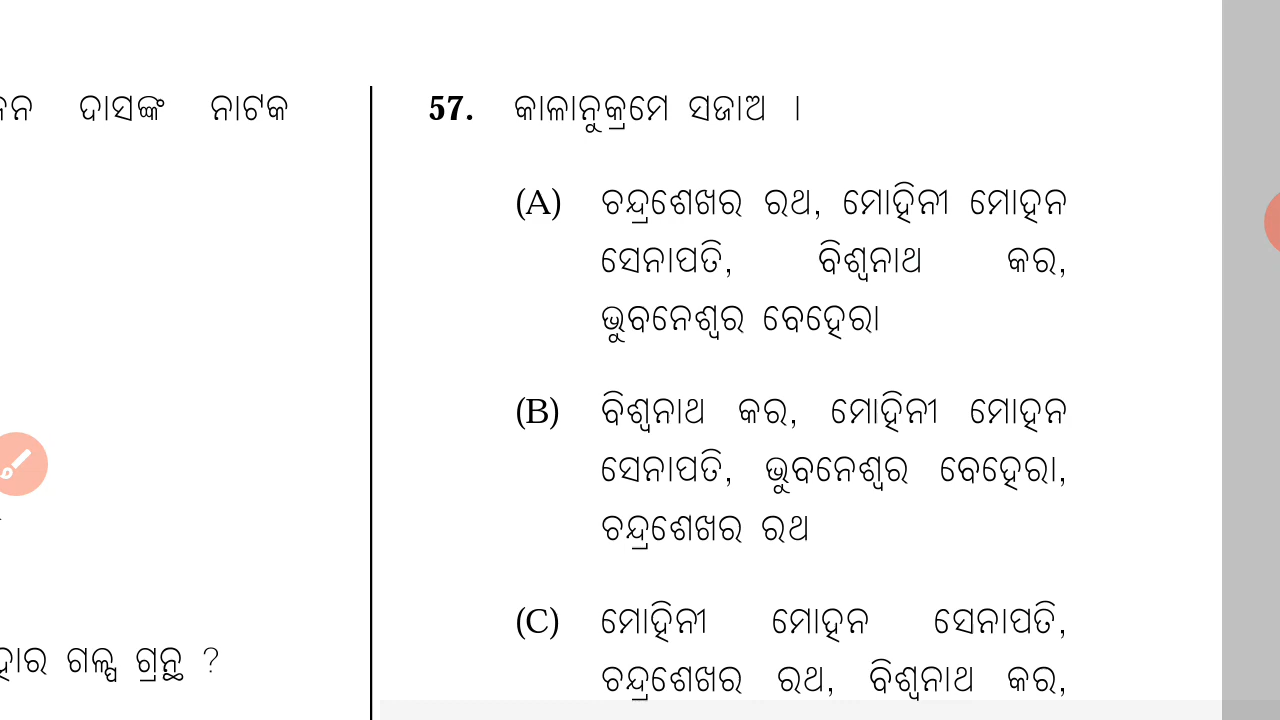 ଦାସଙ୍କ ନାଟକ
ହାର ଗଳ୍ପ ଗ୍ରନ୍ଥ ?
57. କାଳାନୁକ୍ରମେ ସଜାଅ ।
(A) ଚନ୍ଦ୍ରଶେଖର ରଥ, ମୋହିନୀ ମୋହନ
ସେନାପତି, ବିଶ୍ୱନାଥ କର,
ଭୁବନେଶ୍ୱର ବେହେରା
(B) ବିଶ୍ୱନାଥ କର, ମୋହିନୀ ମୋହନ
ସେନାପତି, ଭୁବନେଶ୍ୱର ବେହେରା,
ଚନ୍ଦ୍ରଶେଖର ରଥ
(C) ମୋହିନୀ ମୋହନ ସେନାପତି,
ଚନ୍ଦ୍ରଶେଖର ରଥ, ବିଶ୍ୱନାଥ କର,